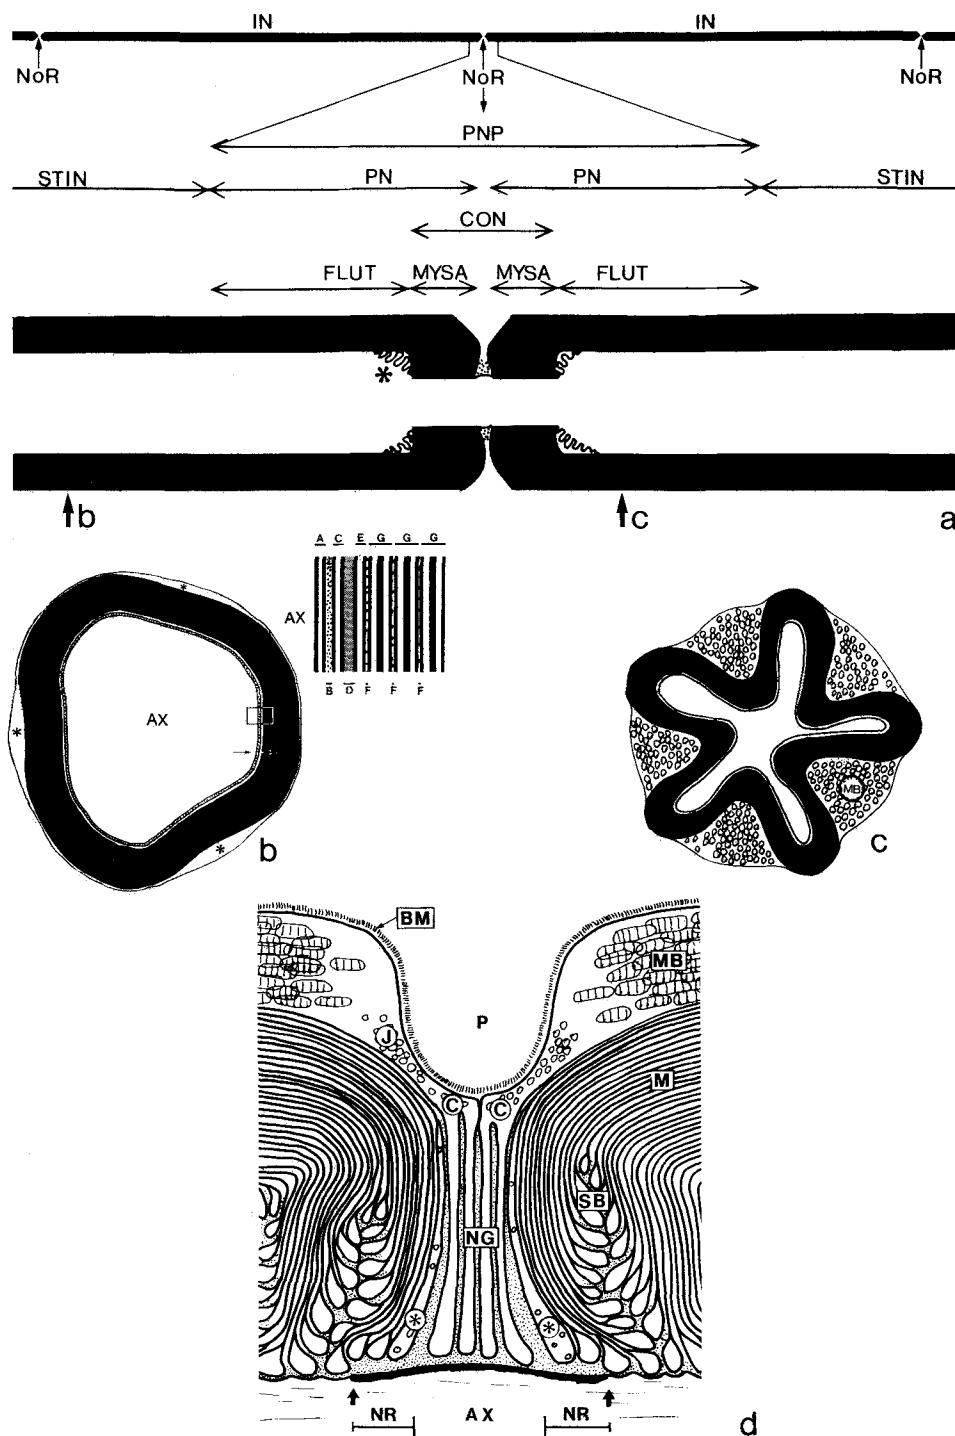 IN IN
NoR NoR NoR
PNP
STIN PN PN STIN
CON
FLUT MYSA MYSA FLUT
*
b c a
A C E G G G
AX
B D F F F
*
AX
*
*
b
MB
c
BM
MB
P
J
M
C C
SB
NG
* *
NR AX NR
d